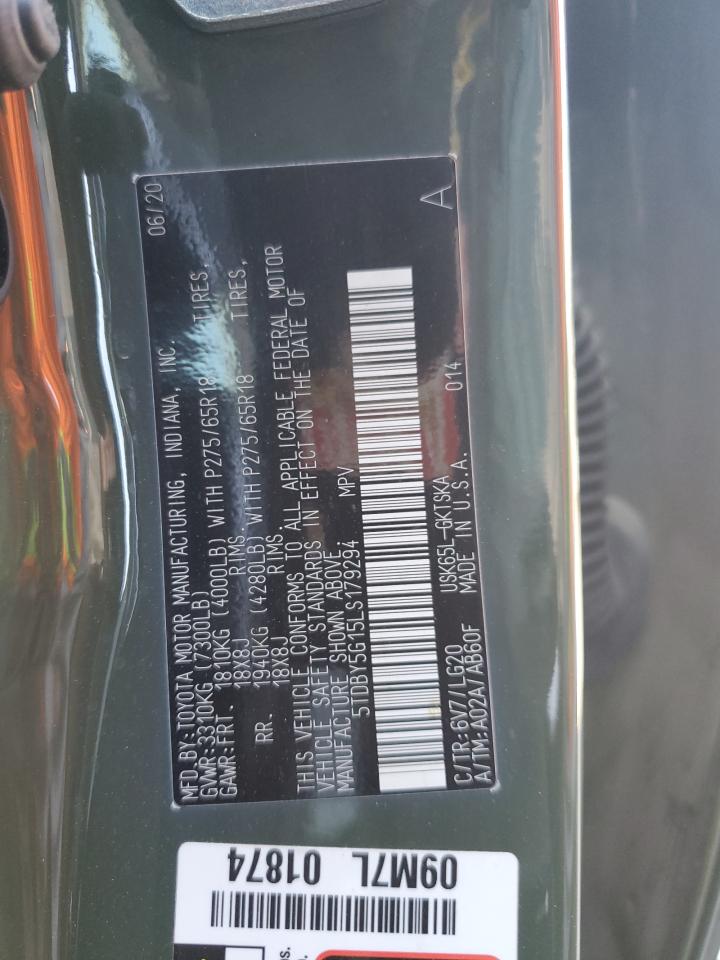 MFD.BY:TOYOTA MOTOR MANUFACTURING, INDIANA, INC. 06/20
GVWR:3310KG (7300LB)
GAWR:FRT. 1810KG (4000LB) WITH P275/65R18 TIRES,
18X8J RIMS.
RR. 1940KG (4280LB) WITH P275/65R18 TIRES,
18X8J RIMS.
THIS VEHICLE CONFORMS TO ALL APPLICABLE FEDERAL MOTOR
VEHICLE SAFETY STANDARDS IN EFFECT ON THE DATE OF
MANUFACTURE SHOWN ABOVE.
5TDBY5G15LS179294 MPV
C/TR:6V7/LG20 USK65L-GKTSKA
A/TM:A02A/AB60F MADE IN U.S.A. 014 A
09M7L
01874
ns.